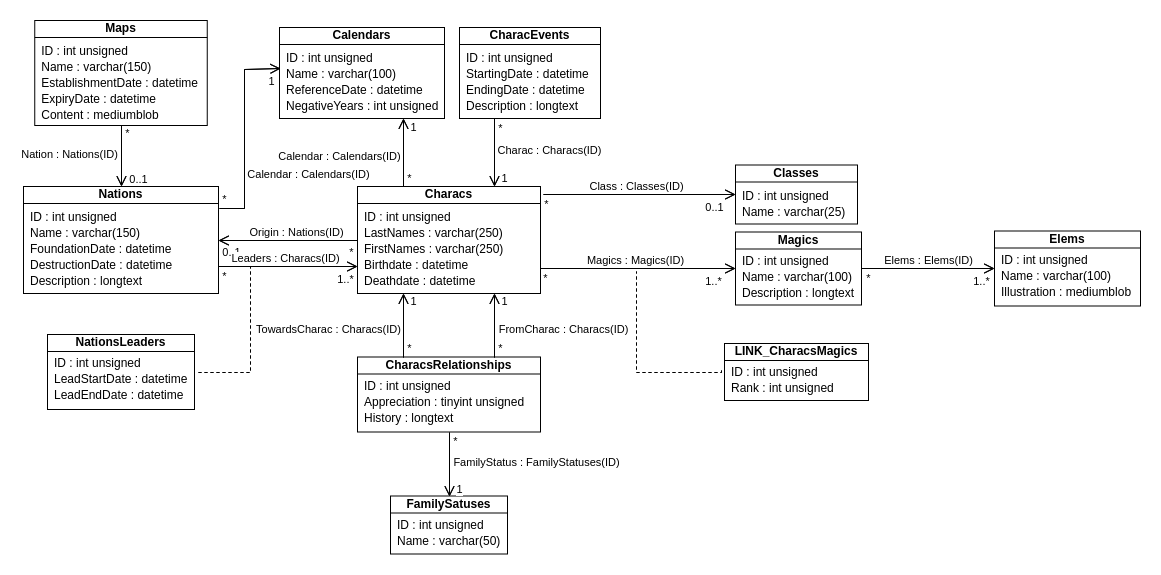 Maps
ID : int unsigned
Name : varchar(150)
EstablishmentDate : datetime
ExpiryDate : datetime
Content : mediumblob
Calendars
ID : int unsigned
Name : varchar(100)
ReferenceDate : datetime
NegativeYears : int unsigned
CharacEvents
ID : int unsigned
StartingDate : datetime
EndingDate : datetime
Description : longtext
*
Nation : Nations(ID)
0..1
1
Calendar : Calendars(ID)
*
1
Calendar : Calendars(ID)
*
*
Charac : Characs(ID)
1
Nations
ID : int unsigned
Name : varchar(150)
FoundationDate : datetime
DestructionDate : datetime
Description : longtext
Origin : Nations(ID)
0..1
*
Leaders : Characs(ID)
*
1..*
Characs
ID : int unsigned
LastNames : varchar(250)
FirstNames : varchar(250)
Birthdate : datetime
Deathdate : datetime
Class : Classes(ID)
*
0..1
Classes
ID : int unsigned
Name : varchar(25)
Magics : Magics(ID)
*
1..*
Magics
ID : int unsigned
Name : varchar(100)
Description : longtext
Elems : Elems(ID)
*
1..*
Elems
ID : int unsigned
Name : varchar(100)
Illustration : mediumblob
NationsLeaders
ID : int unsigned
LeadStartDate : datetime
LeadEndDate : datetime
1
TowardsCharac : Characs(ID)
*
1
FromCharac : Characs(ID)
*
CharacsRelationships
ID : int unsigned
Appreciation : tinyint unsigned
History : longtext
LINK_CharacsMagics
ID : int unsigned
Rank : int unsigned
*
FamilyStatus : FamilyStatuses(ID)
1
FamilySatuses
ID : int unsigned
Name : varchar(50)